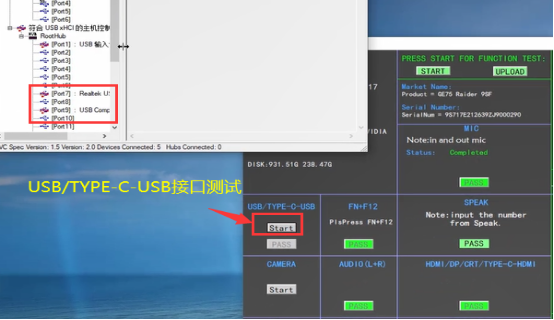 [Port4]
[Port5]
[Port6]
符合 USB xHCI 的主机控制
RootHub
[Port1] : USB 输入
[Port2]
[Port3]
[Port4]
[Port5]
[Port6]
[Port7] : Realtek US
[Port8]
[Port9] : USB Comp
[Port10]
[Port11]
VC Spec Version: 1.5 Version: 2.0 Devices Connected: 5 Hubs Connected: 0
17
VIDIA
DISK:931.51G 238.47G
PRESS START FOR FUNCTION TEST:
START UPLOAD
Market Name:
Product = GE75 Raider 9SF
Serial Number:
SerialNum = 9S717E212639ZJ9000290
MIC
Note:in and out mic
Status: Completed
PASS
USB/TYPE-C-USB接口测试
USB/TYPE-C-USB
Start
PASS
FN+F12
PlsPress FN+F12
PASS
SPEAK
Note:input the number
from Speak.
PASS
CAMERA
Start
AUDIO(L+R)
PASS
HDMI/DP/CRT/TYPE-C-HDMI
PASS